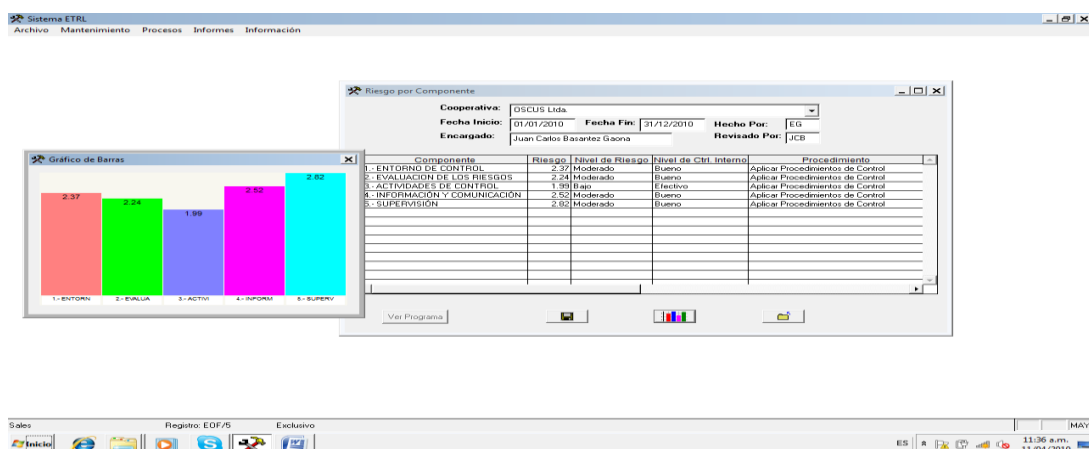 Sistema ETRL
Archivo Mantenimiento Procesos Informes Información
Riesgo por Componente
Cooperativa: OSCUS Ltda.
Fecha Inicio: 01/01/2010 Fecha Fin: 31/12/2010 Hecho Por: EG
Encargado: Juan Carlos Basantez Gaona Revisado Por: JCB
Componente Riesgo Nivel de Riesgo Nivel de Ctrl. Interno Procedimiento
1.- ENTORNO DE CONTROL 2.37 Moderado Bueno Aplicar Procedimientos de Control
2.- EVALUACION DE LOS RIESGOS 2.24 Moderado Bueno Aplicar Procedimientos de Control
3.- ACTIVIDADES DE CONTROL 1.99 Bajo Efectivo Aplicar Procedimientos de Control
4.- INFORMACIÓN Y COMUNICACIÓN 2.52 Moderado Bueno Aplicar Procedimientos de Control
5.- SUPERVISIÓN 2.82 Moderado Bueno Aplicar Procedimientos de Control
Ver Programa
Gráfico de Barras
2.37 2.24 1.99 2.52 2.82
1.- ENTORN 2.- EVALUA 3.- ACTIVI 4.- INFORM 5.- SUPERV
Sales Registro: EOF/5 Exclusivo MAY
Inicio ES 11:36 a.m.
11/04/2010